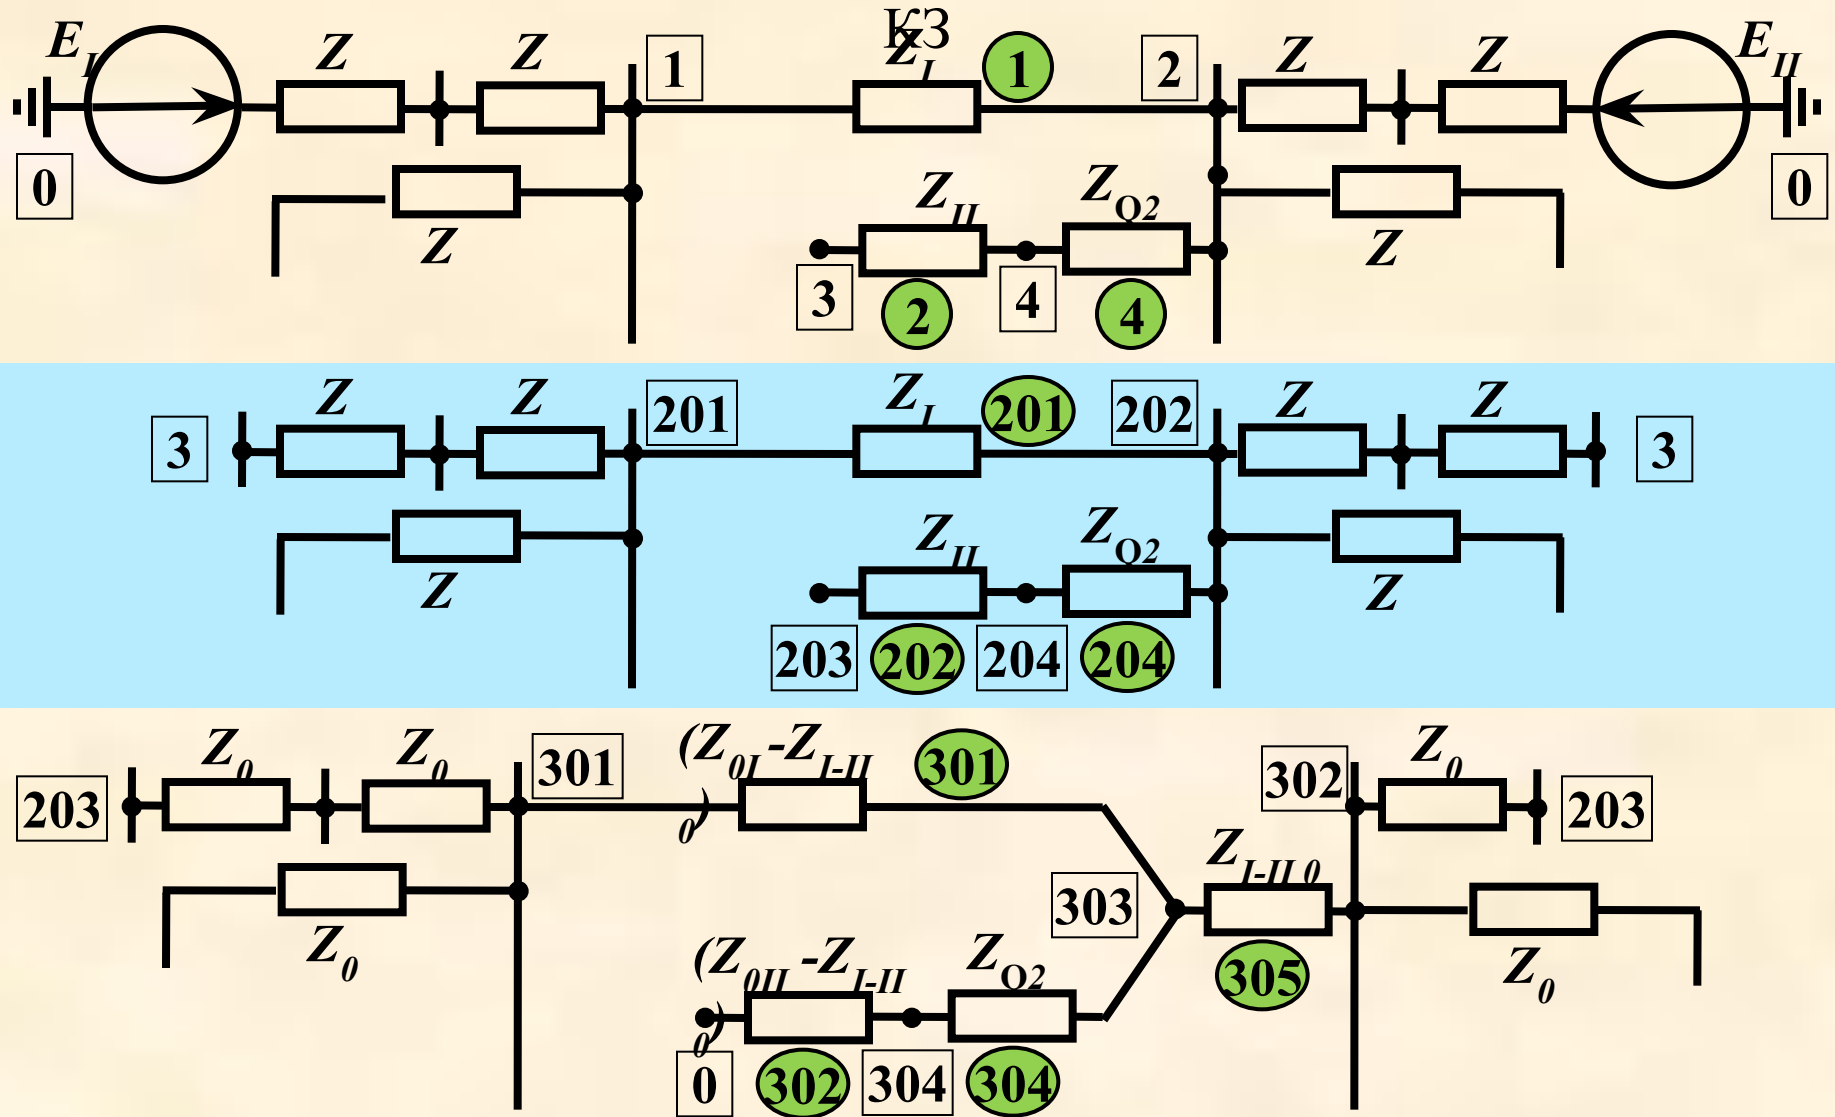 КЗ
E_I Z Z 1 Z_I 1 2 Z Z E_II
0 Z Z_II Z_Q2 Z 0
3 2 4 4
3 Z Z 201 Z_I 201 202 Z Z 3
Z Z_II Z_Q2 Z
203 202 204 204
203 Z_0 Z_0 301 (Z_0I -Z_I-II 0) 301 302 Z_0 203
Z_0 303 Z_I-II 0 305 Z_0
(Z_0II -Z_I-II 0) Z_Q2
0 302 304 304